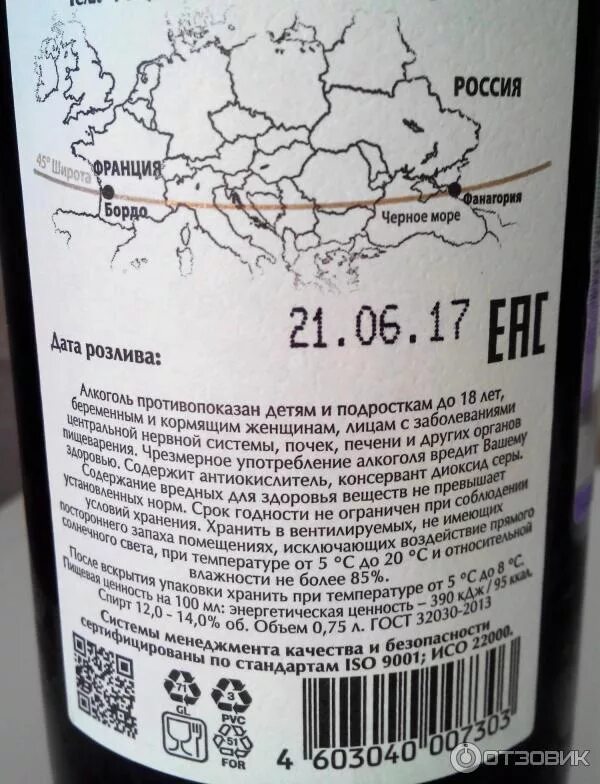 РОССИЯ
45° Широта
ФРАНЦИЯ
Бордо
Фанагория
Черное море
21.06.17
EAC
Дата розлива:
Алкоголь противопоказан детям и подросткам до 18 лет,
беременным и кормящим женщинам, лицам с заболеваниями
центральной нервной системы, почек, печени и других органов
пищеварения. Чрезмерное употребление алкоголя вредит Вашему
здоровью. Содержит антиокислитель, консервант диоксид серы.
Содержание вредных для здоровья веществ не превышает
установленных норм. Срок годности не ограничен при соблюдении
условий хранения. Хранить в вентилируемых, не имеющих
постороннего запаха помещениях, исключающих воздействие прямого
солнечного света, при температуре от 5 °C до 20 °C и относительной
влажности не более 85%.
После вскрытия упаковки хранить при температуре от 5 °C до 8 °C.
Пищевая ценность на 100 мл: энергетическая ценность – 390 кДж / 95 ккал.
Спирт 12,0 - 14,0% об. Объем 0,75 л. ГОСТ 32030-2013
Системы менеджмента качества и безопасности
сертифицированы по стандартам ISO 9001; ИСО 22000.
71
GL
3
PVC
51
FOR
4 603040 007303
ОТЗОВИК